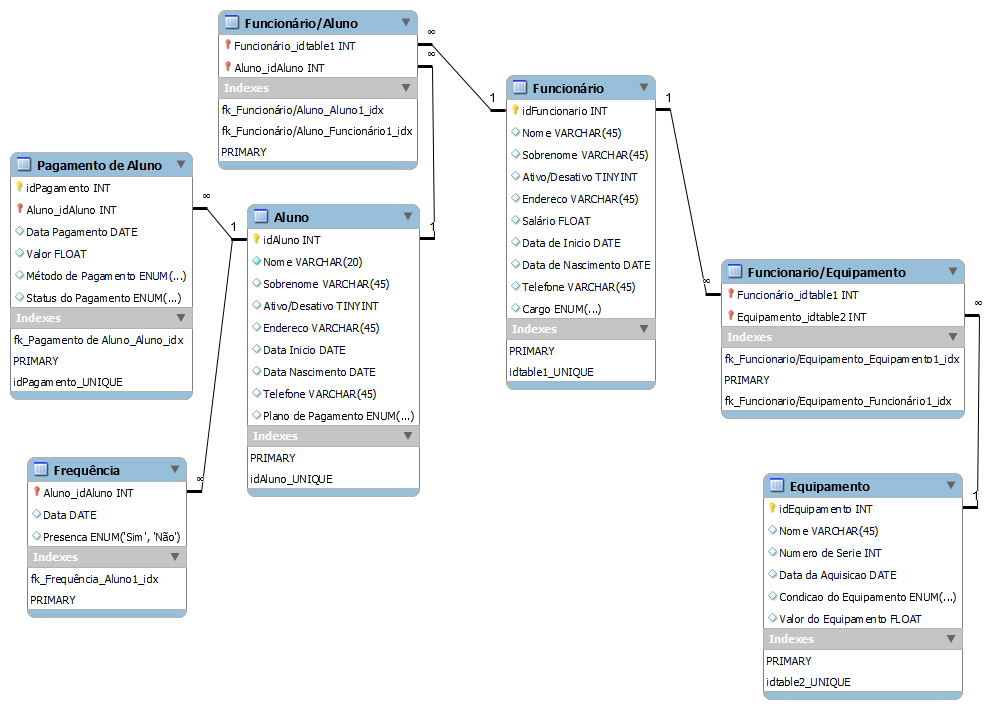 Funcionário/Aluno
Funcionário_idtable1 INT
Aluno_idAluno INT
Indexes
fk_Funcionário/Aluno_Aluno1_idx
fk_Funcionário/Aluno_Funcionário1_idx
PRIMARY
∞
∞
1
1
Funcionário
idFuncionario INT
Nome VARCHAR(45)
Sobrenome VARCHAR(45)
Ativo/Desativo TINYINT
Endereco VARCHAR(45)
Salário FLOAT
Data de Inicio DATE
Data de Nascimento DATE
Telefone VARCHAR(45)
Cargo ENUM(...)
Indexes
PRIMARY
idtable1_UNIQUE
1
∞
Pagamento de Aluno
idPagamento INT
Aluno_idAluno INT
Data Pagamento DATE
Valor FLOAT
Método de Pagamento ENUM(...)
Status do Pagamento ENUM(...)
Indexes
fk_Pagamento de Aluno_Aluno_idx
PRIMARY
idPagamento_UNIQUE
∞
1
Aluno
idAluno INT
Nome VARCHAR(20)
Sobrenome VARCHAR(45)
Ativo/Desativo TINYINT
Endereco VARCHAR(45)
Data Inicio DATE
Data Nascimento DATE
Telefone VARCHAR(45)
Plano de Pagamento ENUM(...)
Indexes
PRIMARY
idAluno_UNIQUE
Funcionario/Equipamento
Funcionário_idtable1 INT
Equipamento_idtable2 INT
Indexes
fk_Funcionario/Equipamento_Equipamento1_idx
PRIMARY
fk_Funcionario/Equipamento_Funcionário1_idx
∞
1
Frequência
Aluno_idAluno INT
Data DATE
Presenca ENUM('Sim', 'Não')
Indexes
fk_Frequência_Aluno1_idx
PRIMARY
∞
Equipamento
idEquipamento INT
Nome VARCHAR(45)
Numero de Serie INT
Data da Aquisicao DATE
Condicao do Equipamento ENUM(...)
Valor do Equipamento FLOAT
Indexes
PRIMARY
idtable2_UNIQUE